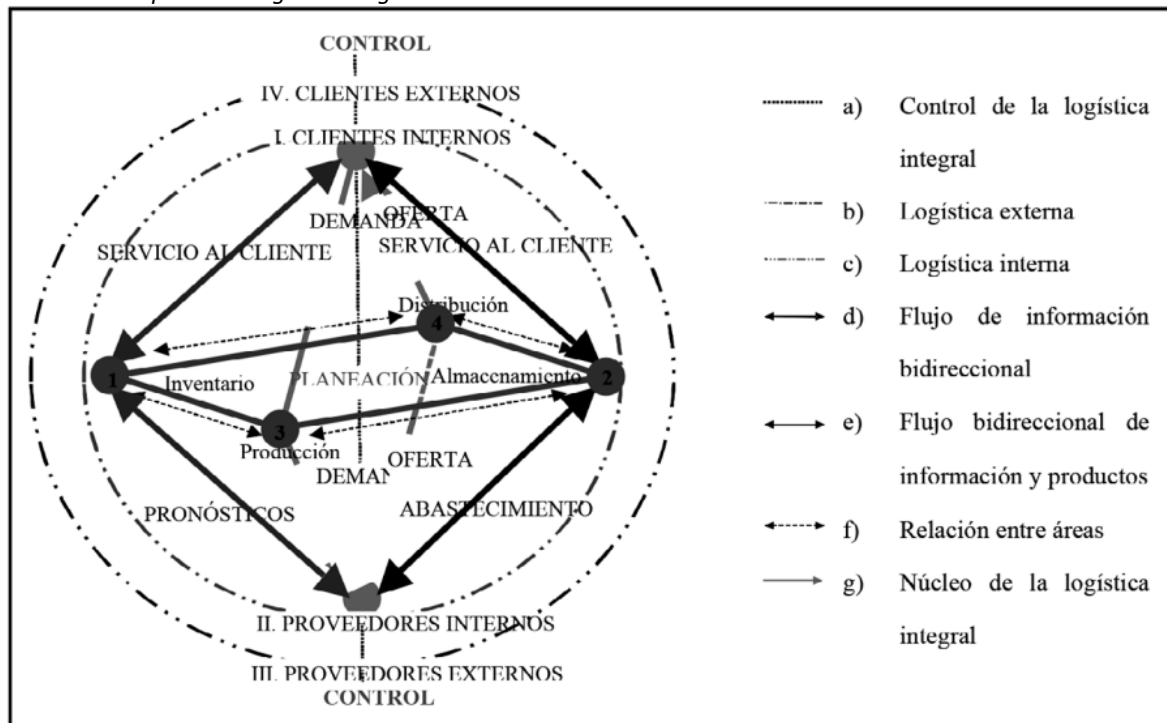 CONTROL
IV. CLIENTES EXTERNOS
I. CLIENTES INTERNOS
DEMANDA
OFERTA
SERVICIO AL CLIENTE
SERVICIO AL CLIENTE
Distribución
4
1
Inventario
PLANEACIÓN
Almacenamiento
2
3
Producción
OFERTA
DEMAN
PRONÓSTICOS
ABASTECIMIENTO
II. PROVEEDORES INTERNOS
III. PROVEEDORES EXTERNOS
CONTROL
a) Control de la logística
integral
b) Logística externa
c) Logística interna
d) Flujo de información
bidireccional
e) Flujo bidireccional de
información y productos
f) Relación entre áreas
g) Núcleo de la logística
integral